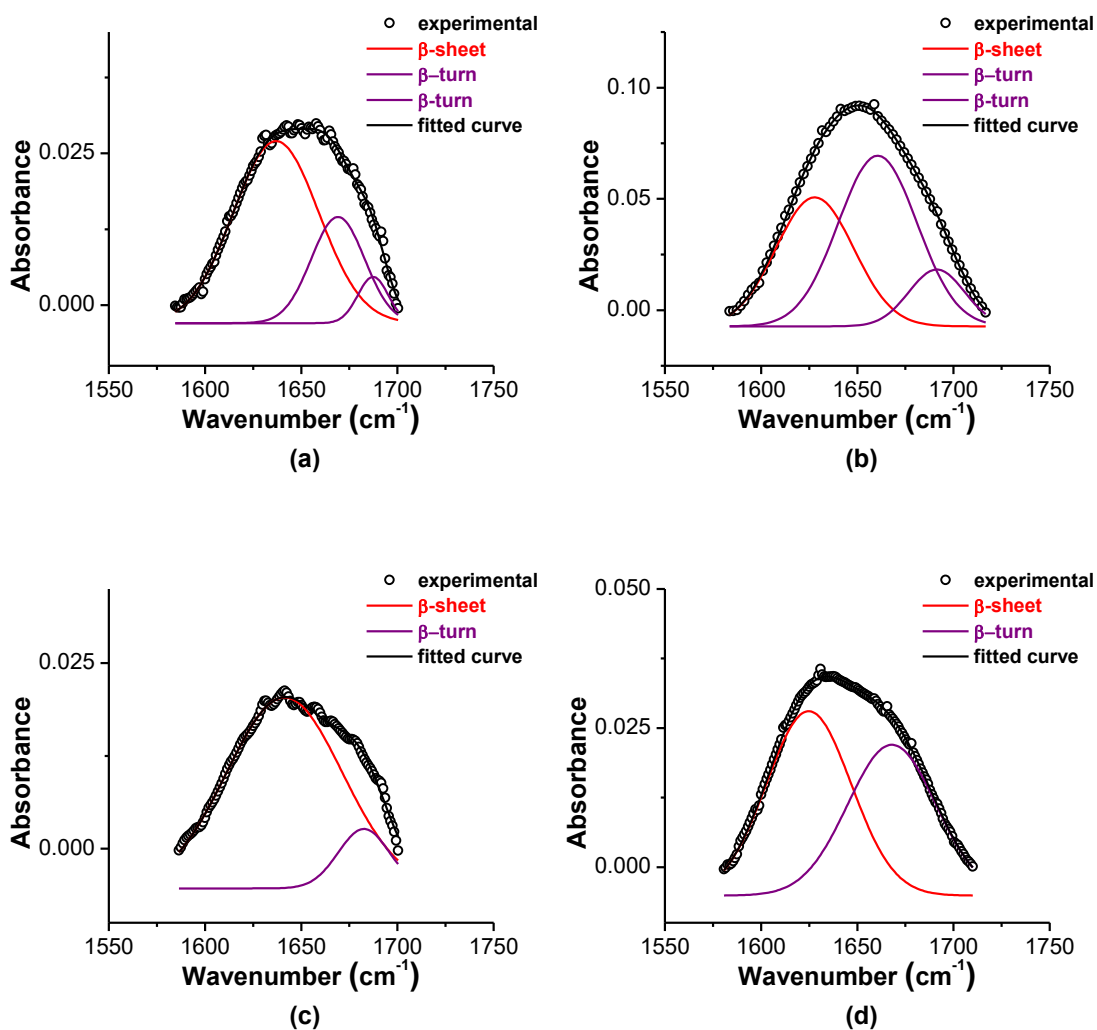 experimental
β-sheet
β–turn
β-turn
fitted curve
0.025
0.000
Absorbance
1550 1600 1650 1700 1750
Wavenumber (cm⁻¹)
(a)
experimental
β-sheet
β–turn
β-turn
fitted curve
0.10
0.05
0.00
Absorbance
1550 1600 1650 1700 1750
Wavenumber (cm⁻¹)
(b)
experimental
β-sheet
β–turn
fitted curve
0.025
0.000
Absorbance
1550 1600 1650 1700 1750
Wavenumber (cm⁻¹)
(c)
experimental
β-sheet
β–turn
fitted curve
0.050
0.025
0.000
Absorbance
1550 1600 1650 1700 1750
Wavenumber (cm⁻¹)
(d)